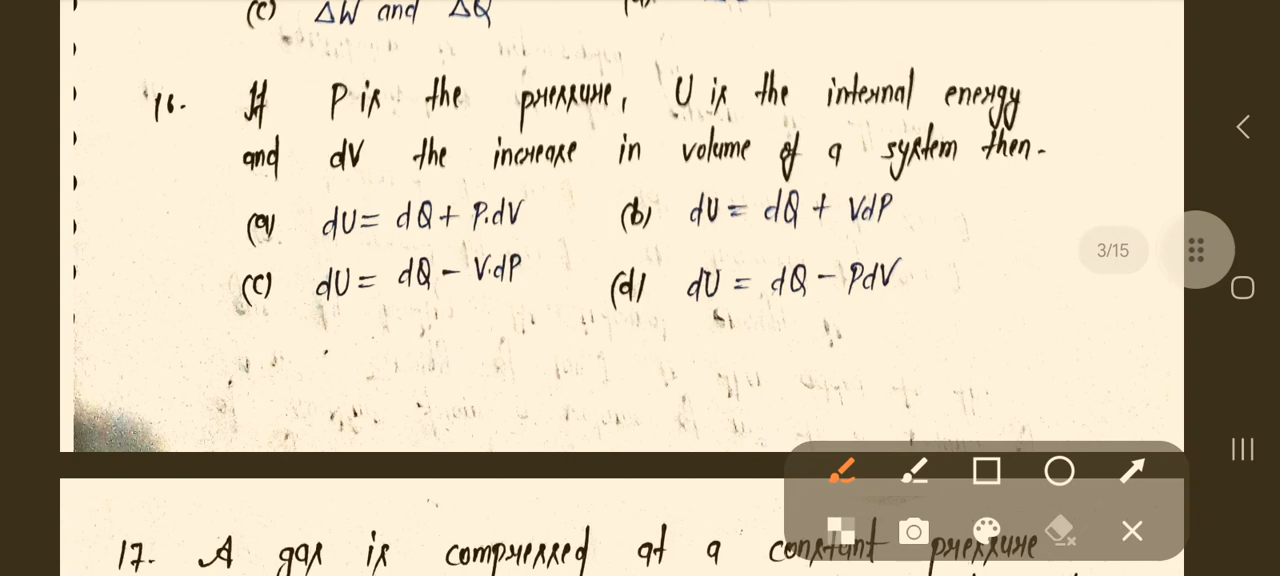 (c) ΔW and ΔQ
16. If P is the pressure, U is the internal energy
and dV the increase in volume of a system then.
(a) dU = dQ + P.dV (b) dU = dQ + VdP
(c) dU = dQ - V.dP (d) dU = dQ - PdV
3/15
17. A gas is compressed at a constant pressure